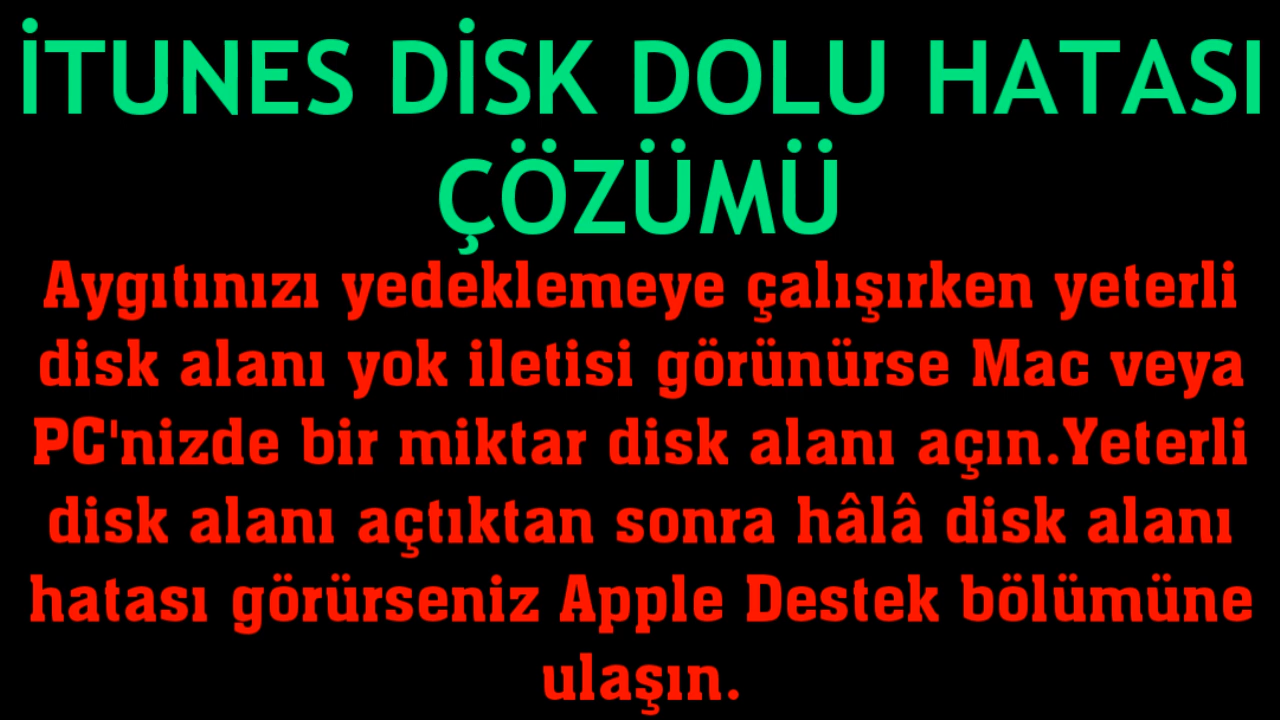 İTUNES DİSK DOLU HATASI
ÇÖZÜMÜ
Aygıtınızı yedeklemeye çalışırken yeterli
disk alanı yok iletisi görünürse Mac veya
PC'nizde bir miktar disk alanı açın.Yeterli
disk alanı açtıktan sonra hâlâ disk alanı
hatası görürseniz Apple Destek bölümüne
ulaşın.